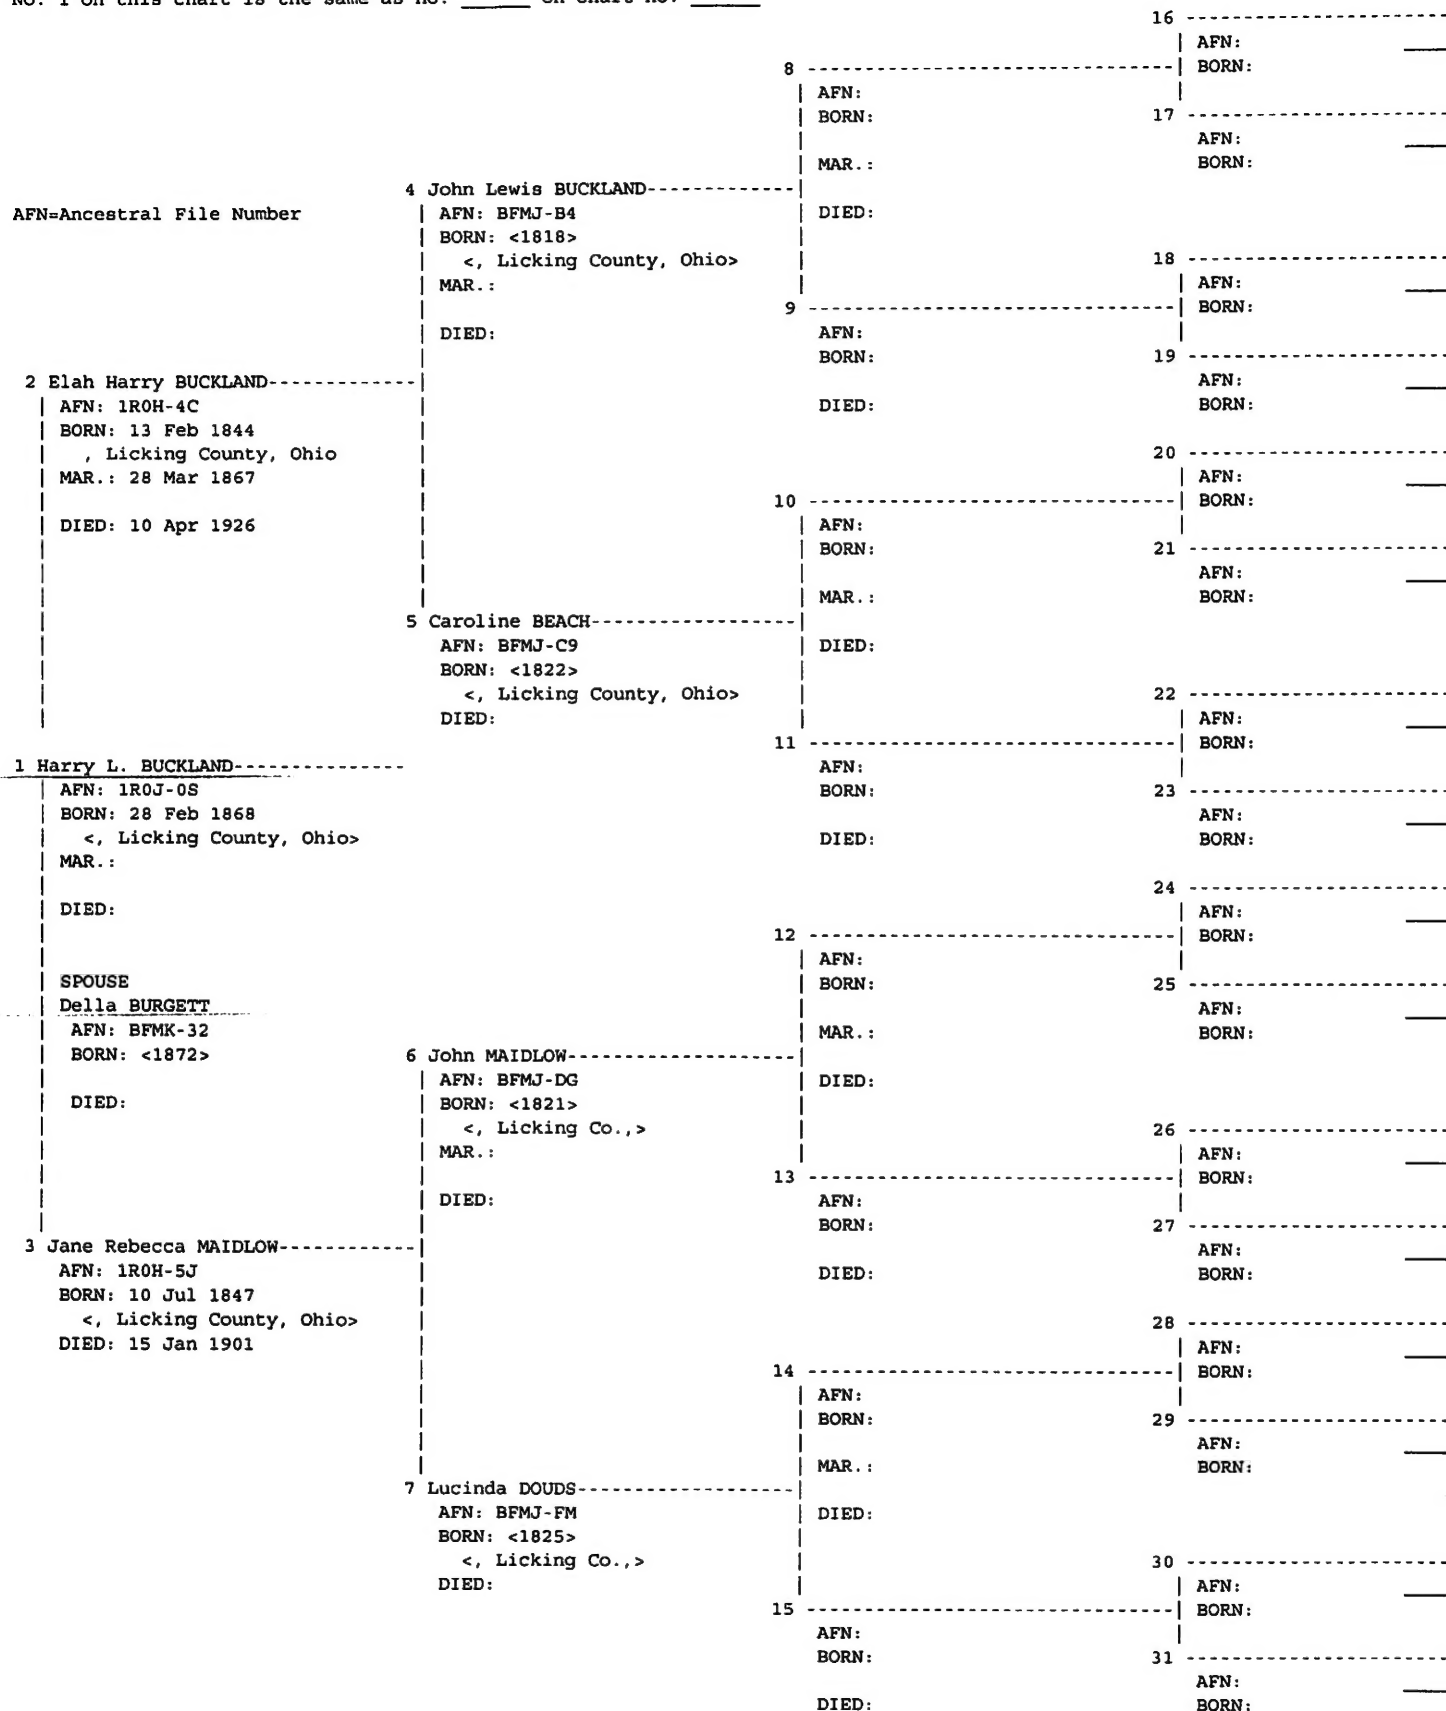 No. 1 on this chart is the same as no. ______ on chart no. ______
AFN=Ancestral File Number
2 Elah Harry BUCKLAND
AFN: 1R0H-4C
BORN: 13 Feb 1844
, Licking County, Ohio
MAR.: 28 Mar 1867
DIED: 10 Apr 1926
1 Harry L. BUCKLAND
AFN: 1R0J-0S
BORN: 28 Feb 1868
<, Licking County, Ohio>
MAR.:
DIED:
SPOUSE
Della BURGETT
AFN: BFMK-32
BORN: <1872>
DIED:
3 Jane Rebecca MAIDLOW
AFN: 1R0H-5J
BORN: 10 Jul 1847
<, Licking County, Ohio>
DIED: 15 Jan 1901
4 John Lewis BUCKLAND
AFN: BFMJ-B4
BORN: <1818>
<, Licking County, Ohio>
MAR.:
DIED:
5 Caroline BEACH
AFN: BFMJ-C9
BORN: <1822>
<, Licking County, Ohio>
DIED:
6 John MAIDLOW
AFN: BFMJ-DG
BORN: <1821>
<, Licking Co.,>
MAR.:
DIED:
7 Lucinda DOUDS
AFN: BFMJ-FM
BORN: <1825>
<, Licking Co.,>
DIED:
8
AFN:
BORN:
MAR.:
DIED:
9
AFN:
BORN:
DIED:
10
AFN:
BORN:
MAR.:
DIED:
11
AFN:
BORN:
DIED:
12
AFN:
BORN:
MAR.:
DIED:
13
AFN:
BORN:
DIED:
14
AFN:
BORN:
MAR.:
DIED:
15
AFN:
BORN:
DIED:
16
AFN:
BORN:
17
AFN:
BORN:
18
AFN:
BORN:
19
AFN:
BORN:
20
AFN:
BORN:
21
AFN:
BORN:
22
AFN:
BORN:
23
AFN:
BORN:
24
AFN:
BORN:
25
AFN:
BORN:
26
AFN:
BORN:
27
AFN:
BORN:
28
AFN:
BORN:
29
AFN:
BORN:
30
AFN:
BORN:
31
AFN:
BORN: